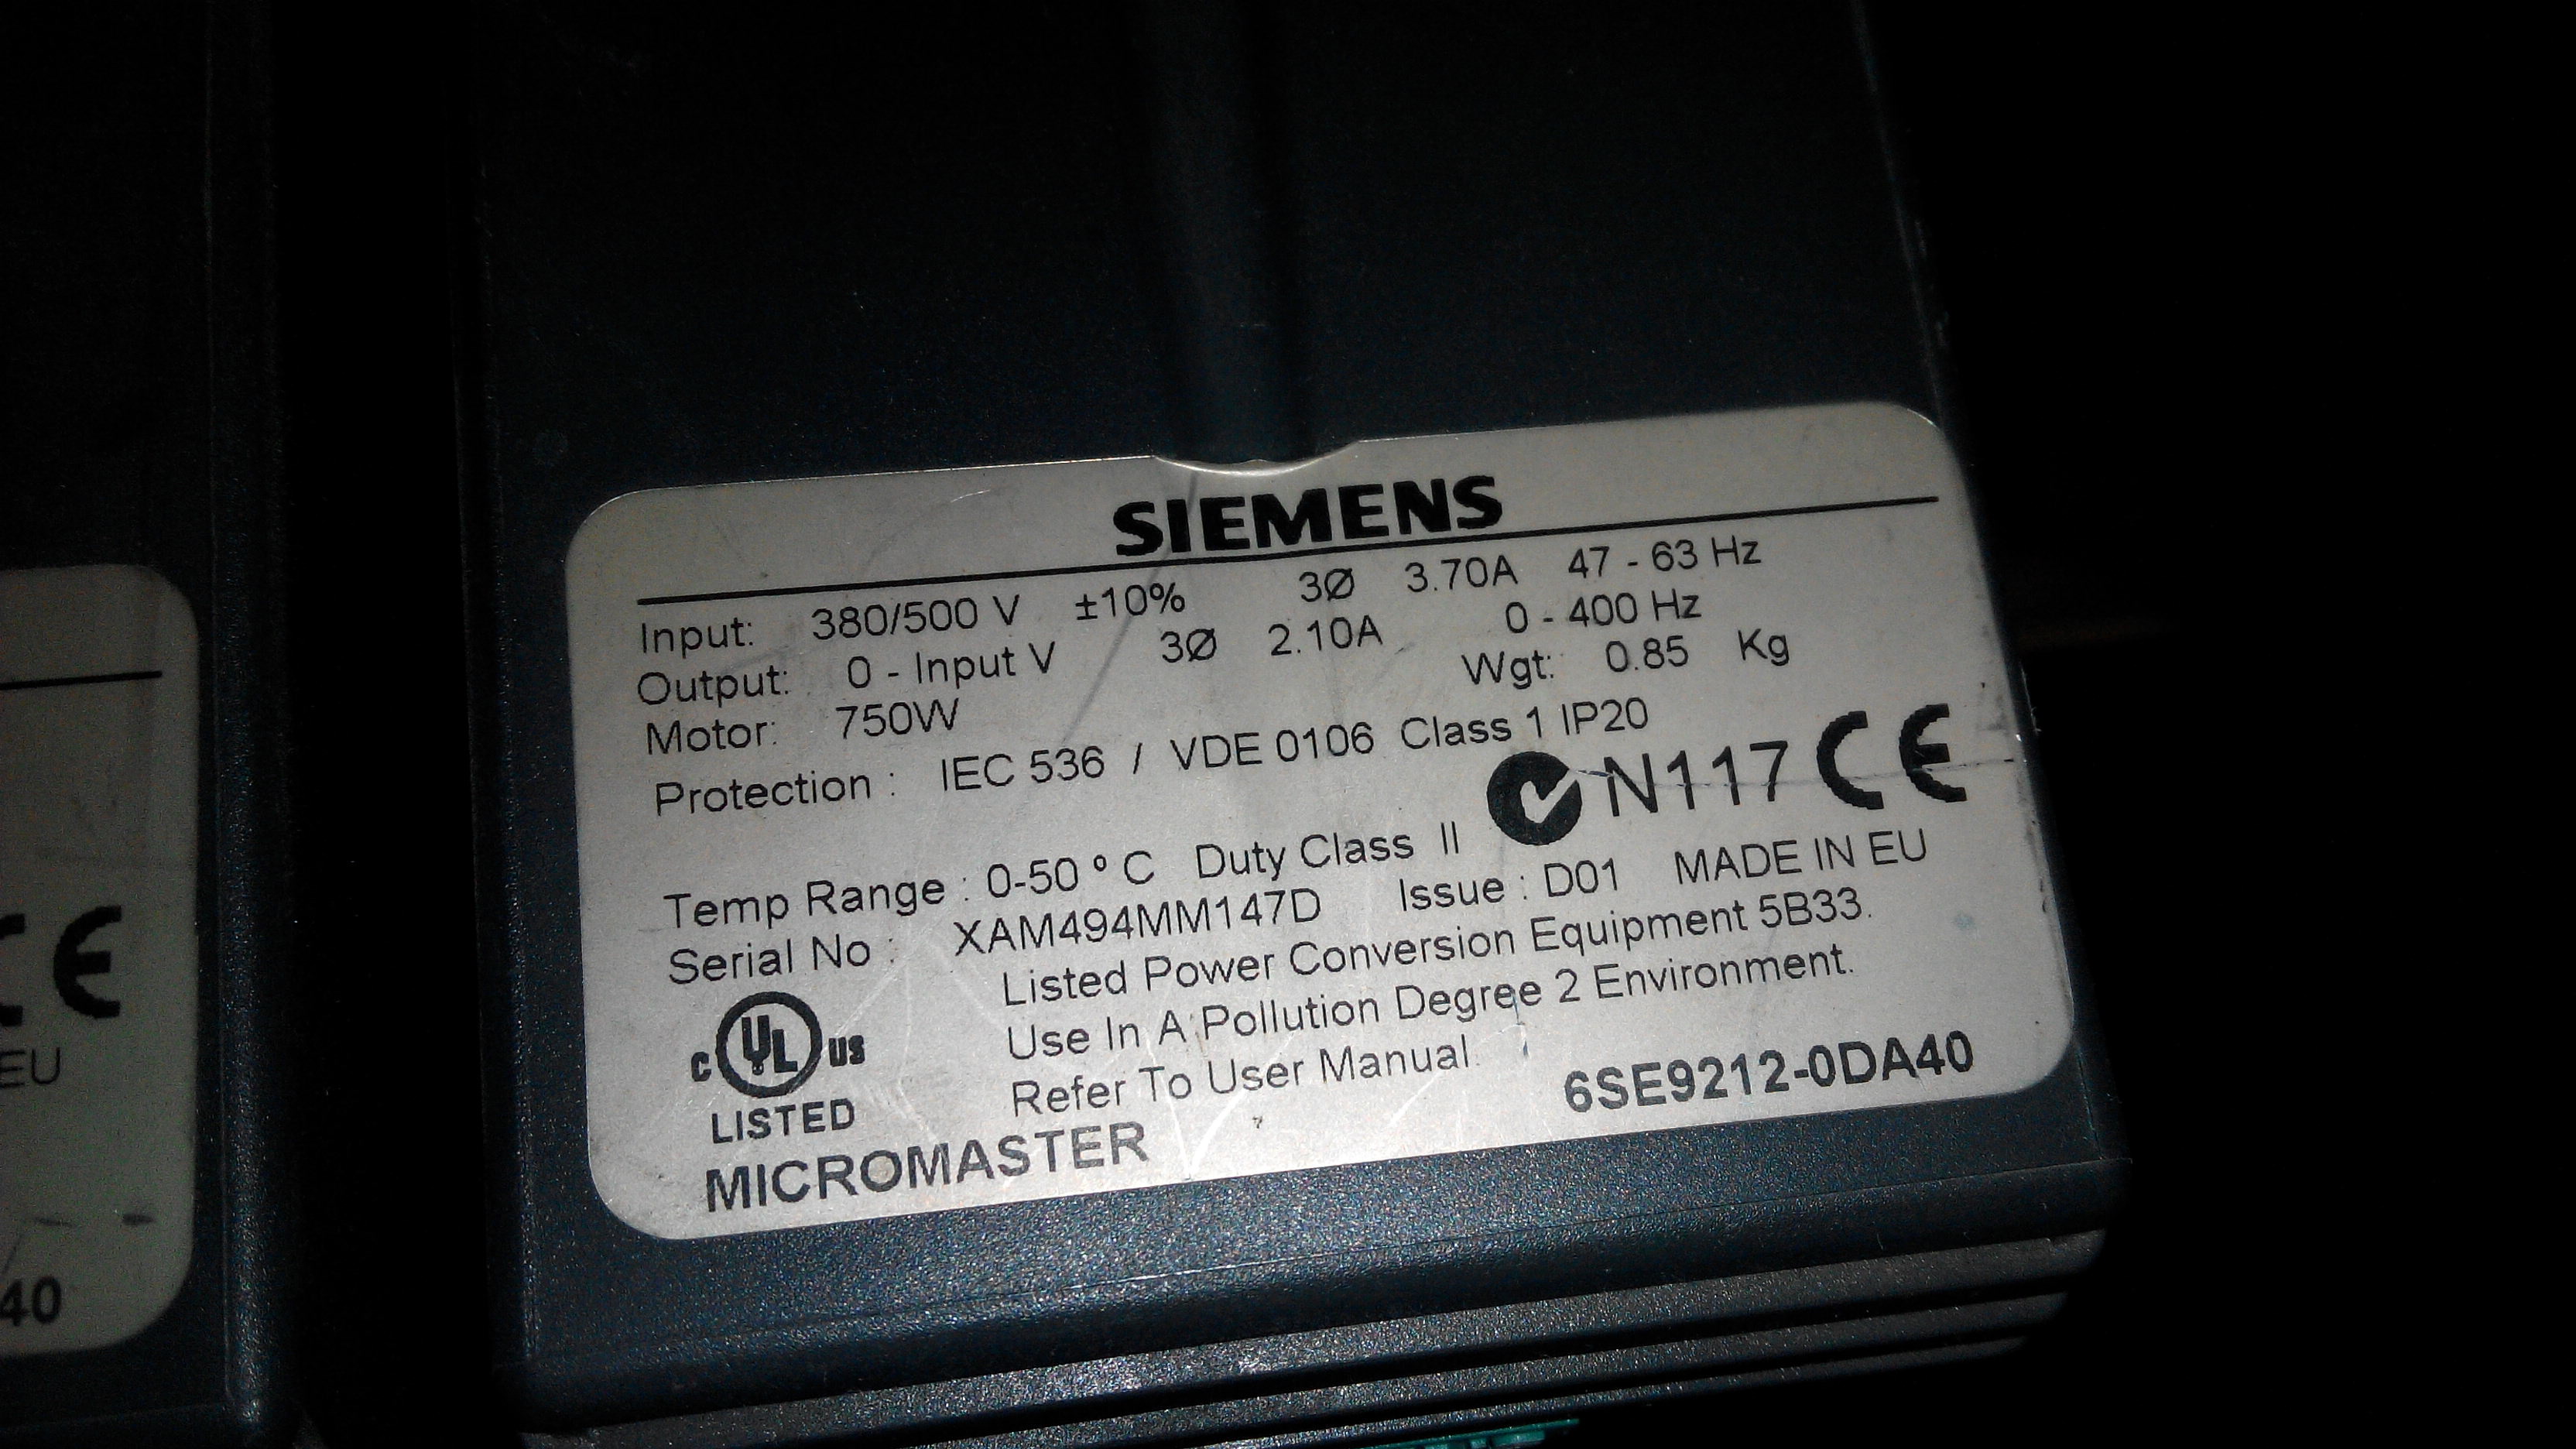 SIEMENS
Input: 380/500 V ±10% 3Ø 3.70A 47 - 63 Hz
Output: 0 - Input V 3Ø 2.10A 0 - 400 Hz
Motor: 750W Wgt: 0.85 Kg
Protection : IEC 536 / VDE 0106 Class 1 IP20
N117 CE
Temp Range : 0-50 ° C Duty Class II
Serial No : XAM494MM147D Issue : D01 MADE IN EU
Listed Power Conversion Equipment 5B33.
Use In A Pollution Degree 2 Environment.
Refer To User Manual.
C UL US
LISTED
MICROMASTER 6SE9212-0DA40
CE
EU
40